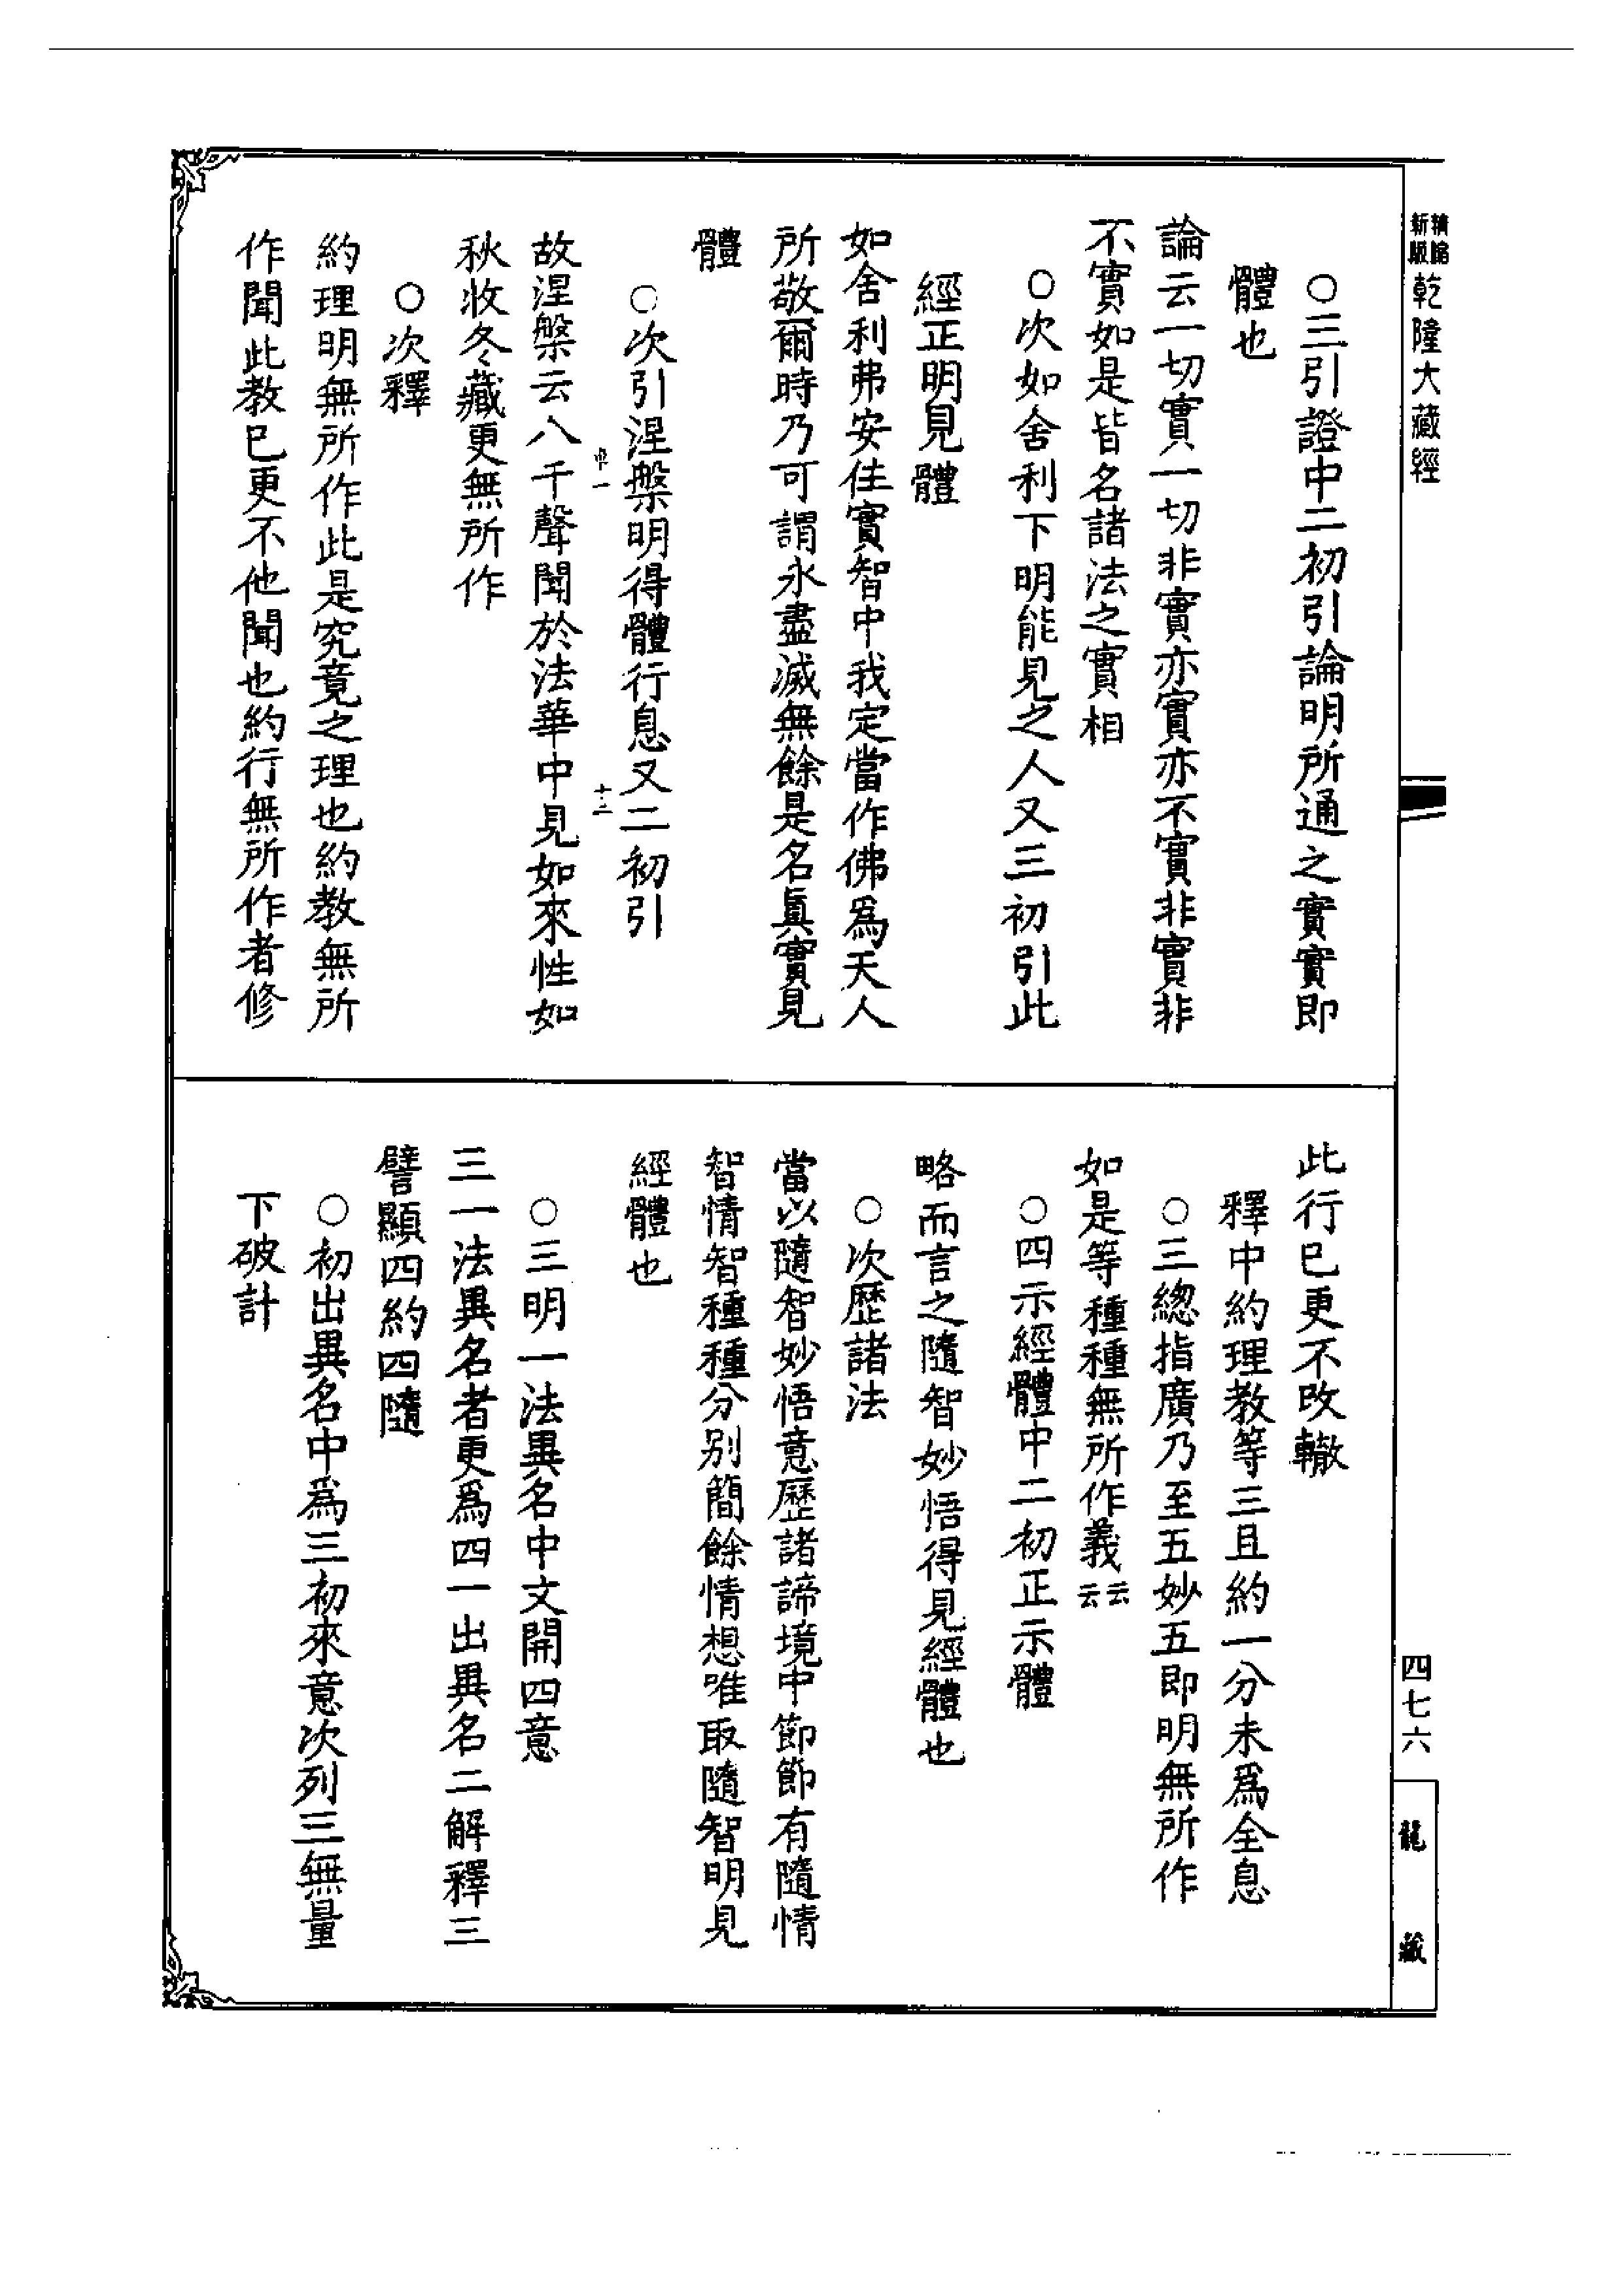 新縮
版縮
乾隆大藏經
○三引證中二初引論明所通之實實即
體也
論云一切實一切非實亦實亦不實非實非
不實如是皆名諸法之實相
○次如舍利下明能見之人又三初引此
經正明見體
如舍利弗安住實智中我定當作佛爲天人
所敬爾時乃可謂永盡滅無餘是名眞實見
體
○次引涅槃明得體行息又二初引
十三
故涅槃云八千聲聞於法華中見如來性如
秋收冬藏更無所作
○次釋
約理明無所作此是究竟之理也約教無所
作聞此教已更不他聞也約行無所作者修
此行已更不改轍
釋中約理教等三且約一分未爲全息
○三總指廣乃至五妙五即明無所作
如是等種種無所作義云云
○四示經體中二初正示體
略而言之隨智妙悟得見經體也
○次歷諸法
當以隨智妙悟意歷諸諦境中節節有隨情
智情智種種分別簡餘情想唯取隨智明見
經體也
○三明一法異名中文開四意
三一法異名者更爲四一出異名二解釋三
譬顯四約四隨
○初出異名中爲三初來意次列三無量
下破計
四七六
龍藏